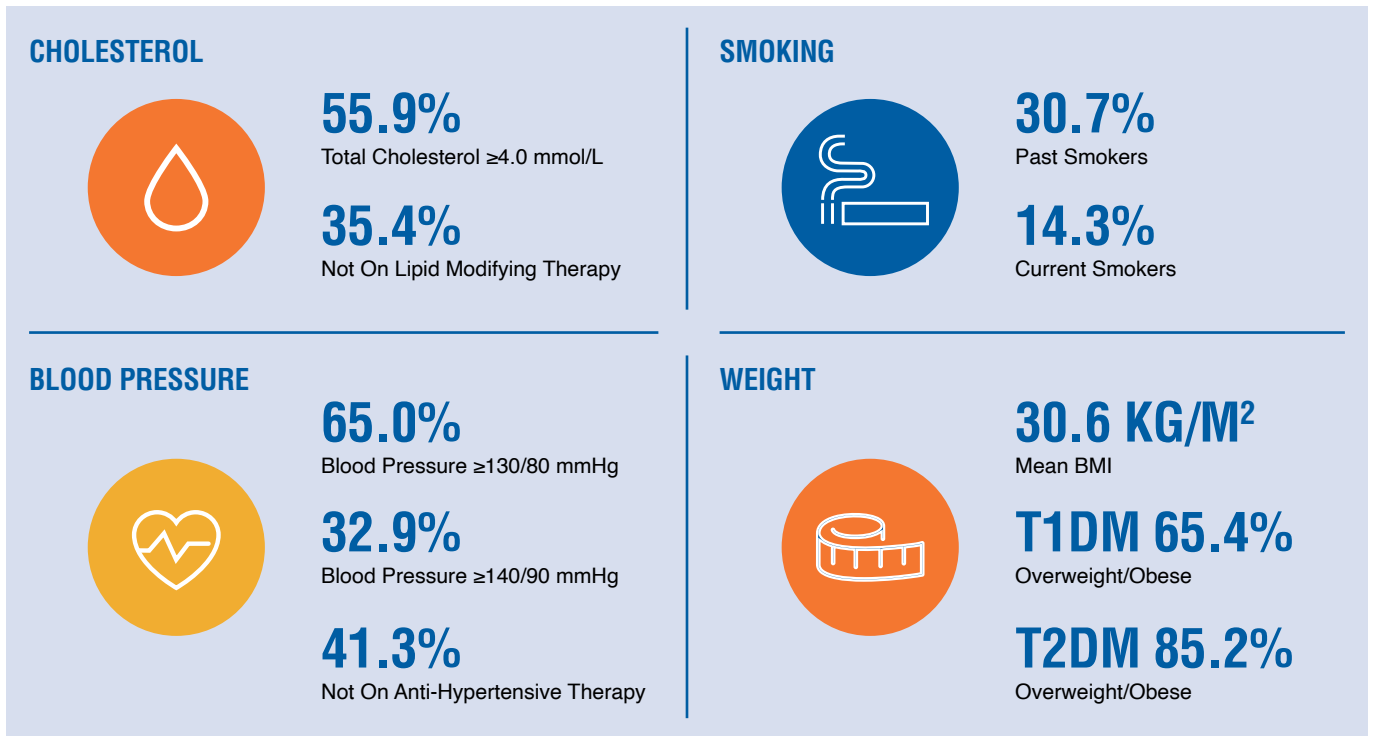 CHOLESTEROL
55.9%
Total Cholesterol ≥4.0 mmol/L
35.4%
Not On Lipid Modifying Therapy
SMOKING
30.7%
Past Smokers
14.3%
Current Smokers
BLOOD PRESSURE
65.0%
Blood Pressure ≥130/80 mmHg
32.9%
Blood Pressure ≥140/90 mmHg
41.3%
Not On Anti-Hypertensive Therapy
WEIGHT
30.6 KG/M²
Mean BMI
T1DM 65.4%
Overweight/Obese
T2DM 85.2%
Overweight/Obese